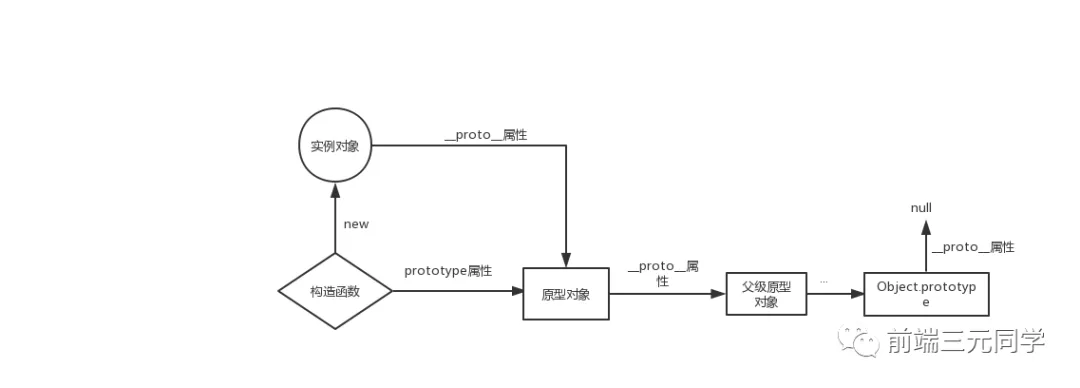 __proto__属性
实例对象
new
null
__proto__属性
prototype属性
__proto__属
性
构造函数
原型对象
父级原型
对象
...
Object.prototyp
e
前端三元同学